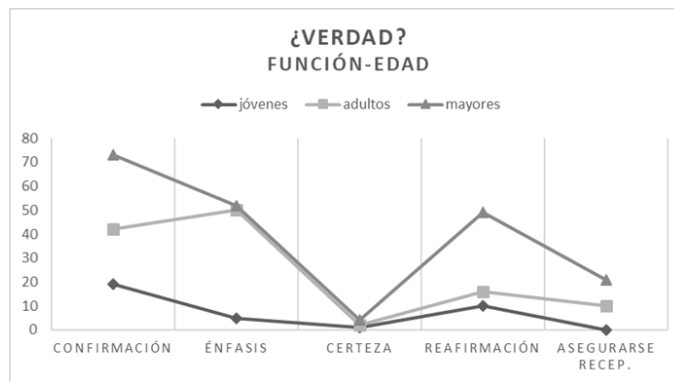 ¿VERDAD?
FUNCIÓN-EDAD
jóvenes adultos mayores
80
70
60
50
40
30
20
10
0
CONFIRMACIÓN ÉNFASIS CERTEZA REAFIRMACIÓN ASEGURARSE
RECEP.